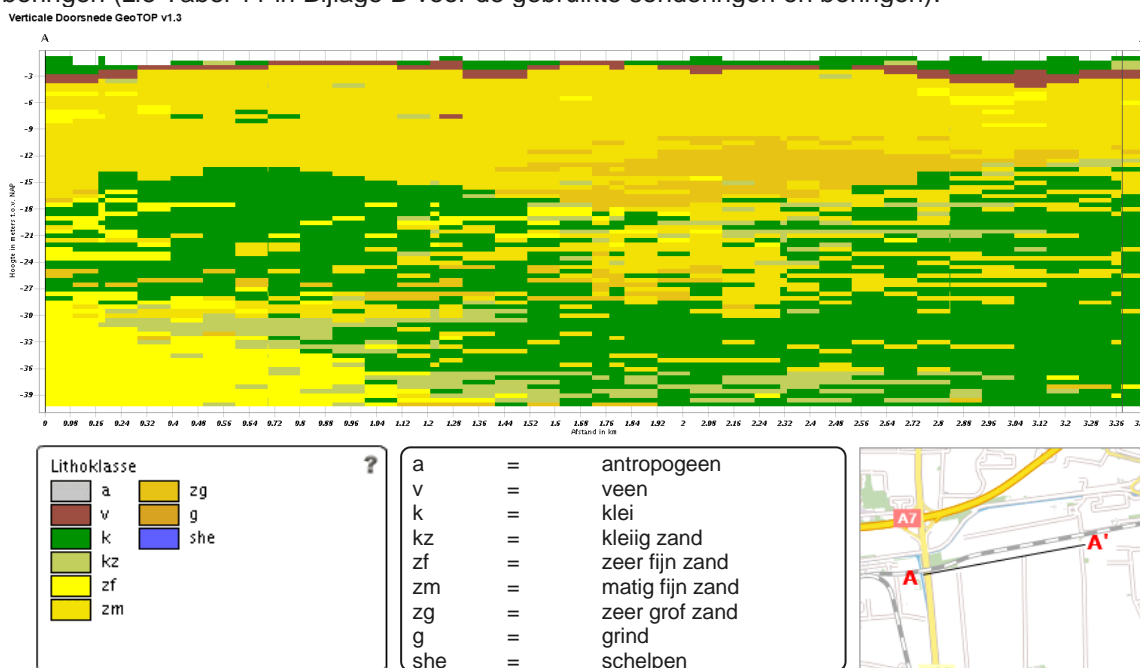 Verticale Doorsnede GeoTOP v1.3
A
Hoogte in meters t.o.v. NAP
-3
-6
-9
-12
-15
-18
-21
-24
-27
-30
-33
-36
-39
0 0.08 0.16 0.24 0.32 0.4 0.48 0.56 0.64 0.72 0.8 0.88 0.96 1.04 1.12 1.2 1.28 1.36 1.44 1.52 1.6 1.68 1.76 1.84 1.92 2 2.08 2.16 2.24 2.32 2.4 2.48 2.56 2.64 2.72 2.8 2.88 2.96 3.04 3.12 3.2 3.28 3.36
Afstand in km
Lithoklasse ?
a zg
v g
k she
kz
zf
zm
a = antropogeen
v = veen
k = klei
kz = kleiig zand
zf = zeer fijn zand
zm = matig fijn zand
zg = zeer grof zand
g = grind
she = schelpen
A7
A'
A